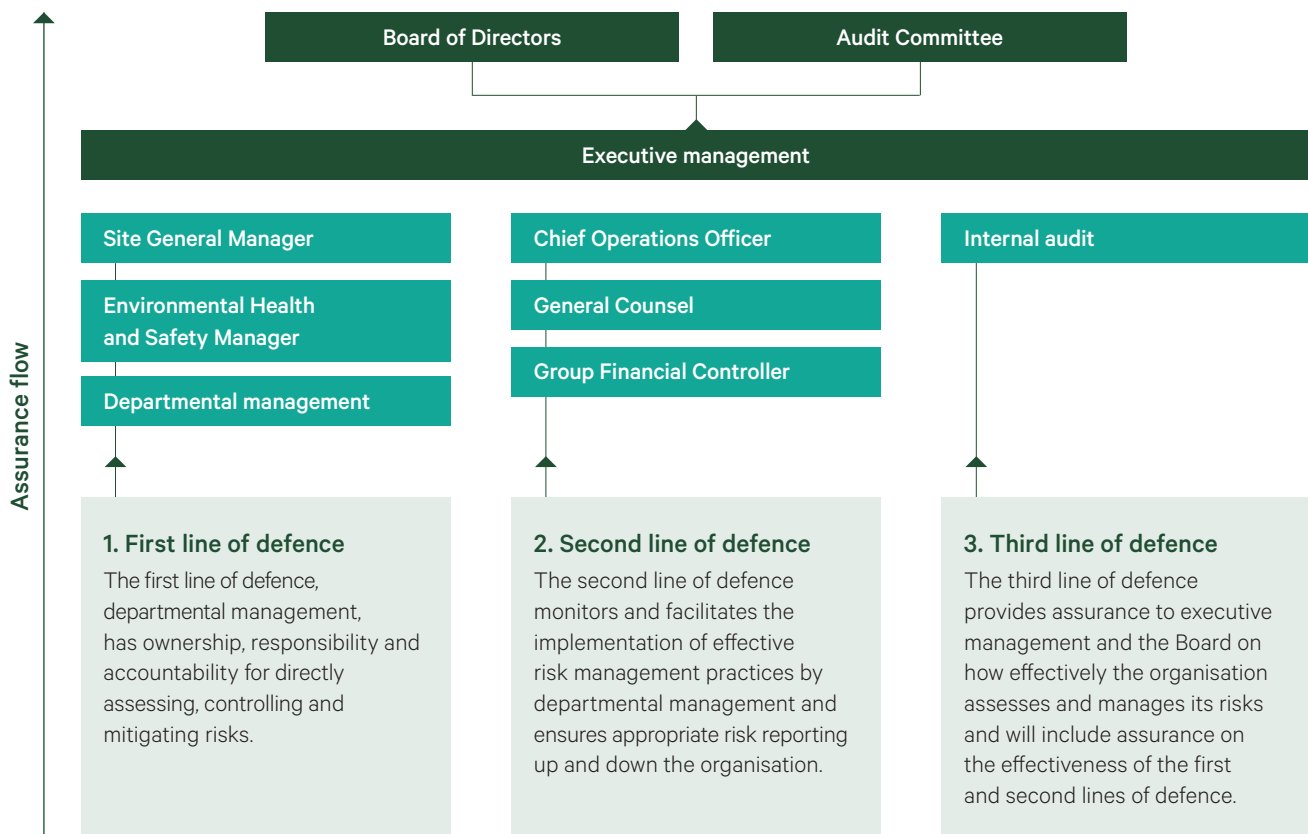 Board of Directors
Audit Committee
Executive management
Assurance flow
Site General Manager
Environmental Health
and Safety Manager
Departmental management
Chief Operations Officer
General Counsel
Group Financial Controller
Internal audit
1. First line of defence
The first line of defence,
departmental management,
has ownership, responsibility and
accountability for directly
assessing, controlling and
mitigating risks.
2. Second line of defence
The second line of defence
monitors and facilitates the
implementation of effective
risk management practices by
departmental management and
ensures appropriate risk reporting
up and down the organisation.
3. Third line of defence
The third line of defence
provides assurance to executive
management and the Board on
how effectively the organisation
assesses and manages its risks
and will include assurance on
the effectiveness of the first
and second lines of defence.